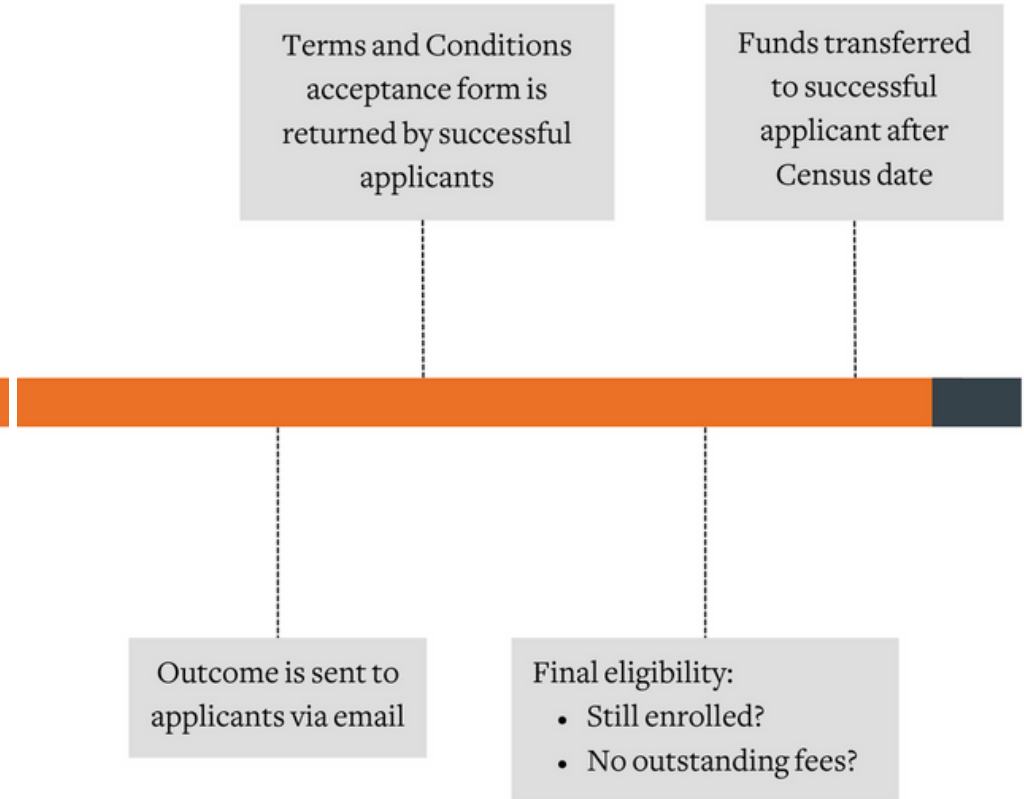 Terms and Conditions
acceptance form is
returned by successful
applicants
Funds transferred
to successful
applicant after
Census date
Outcome is sent to
applicants via email
Final eligibility:
• Still enrolled?
• No outstanding fees?